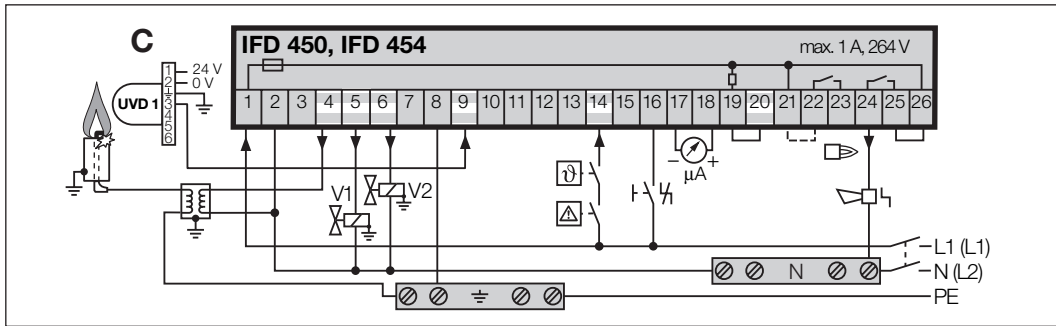 C
IFD 450, IFD 454
max. 1 A, 264 V
1 2 3 4 5 6 7 8 9 10 11 12 13 14 15 16 17 18 19 20 21 22 23 24 25 26
UVD 1
1 24 V
2 0 V
3
4
5
6
V1
V2
ϑ
- +
µA
L1 (L1)
N
N (L2)
PE